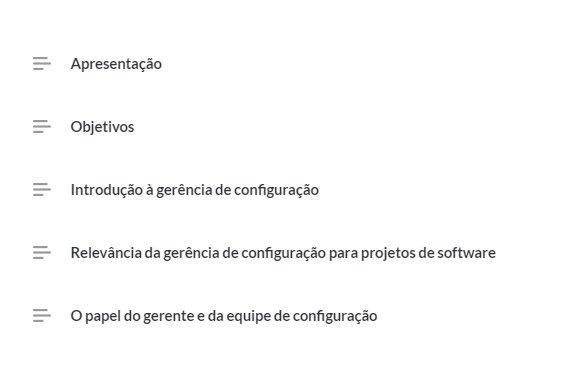 Apresentação
Objetivos
Introdução à gerência de configuração
Relevância da gerência de configuração para projetos de software
O papel do gerente e da equipe de configuração